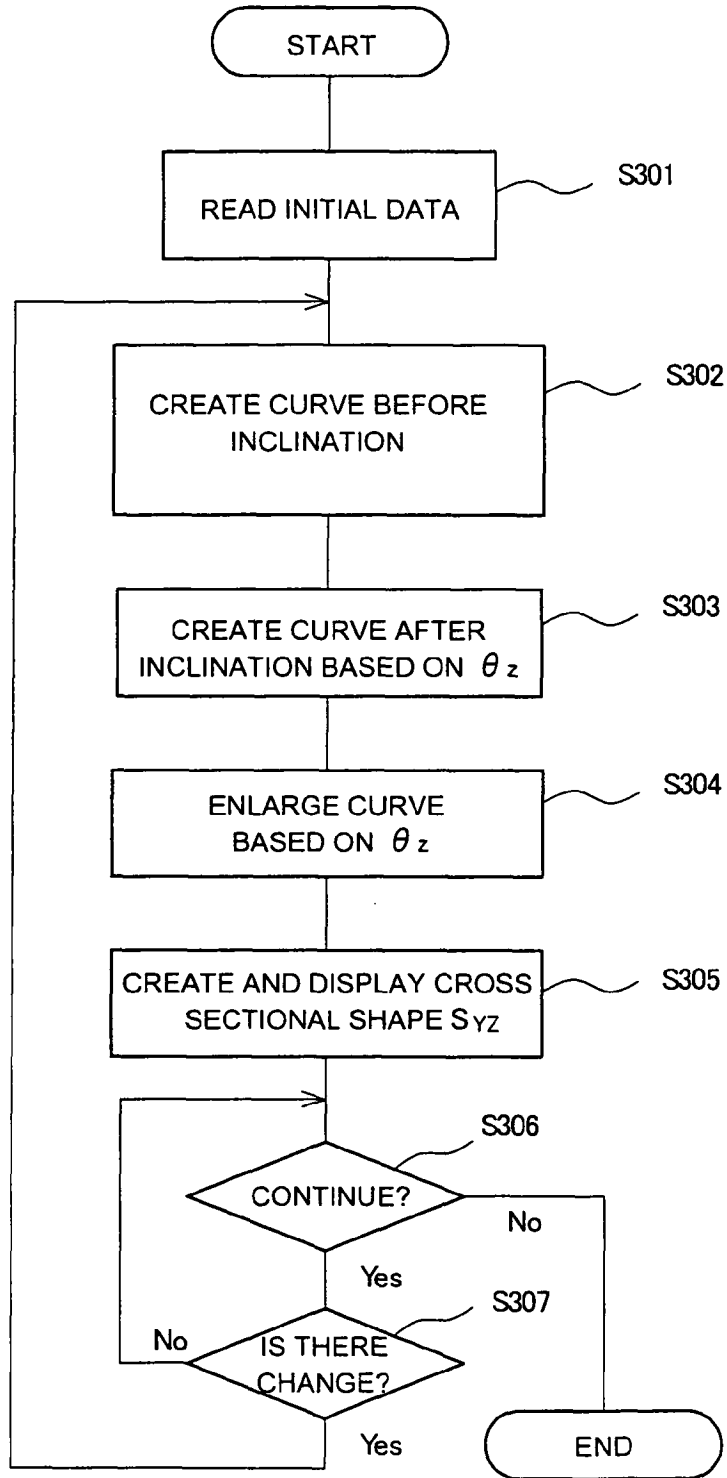 START
READ INITIAL DATA
S301
CREATE CURVE BEFORE
INCLINATION
S302
CREATE CURVE AFTER
INCLINATION BASED ON θz
S303
ENLARGE CURVE
BASED ON θz
S304
CREATE AND DISPLAY CROSS
SECTIONAL SHAPE SYZ
S305
CONTINUE?
S306
No
Yes
IS THERE
CHANGE?
S307
No
Yes
END